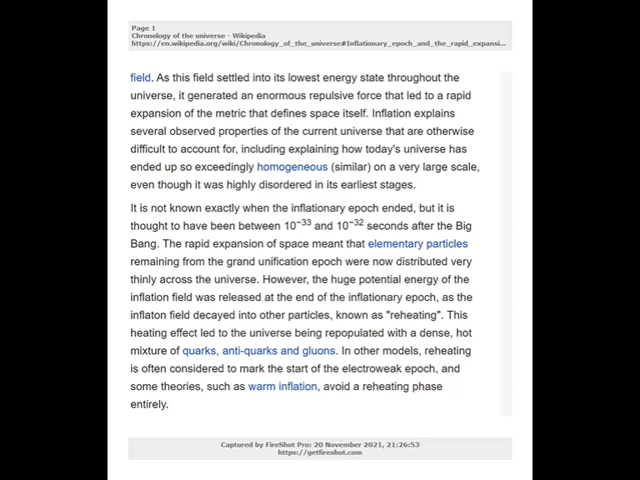 Page 1
Chronology of the universe - Wikipedia
https://en.wikipedia.org/wiki/Chronology_of_the_universe#Inflationary_epoch_and_the_rapid_expansi...
field. As this field settled into its lowest energy state throughout the
universe, it generated an enormous repulsive force that led to a rapid
expansion of the metric that defines space itself. Inflation explains
several observed properties of the current universe that are otherwise
difficult to account for, including explaining how today's universe has
ended up so exceedingly homogeneous (similar) on a very large scale,
even though it was highly disordered in its earliest stages.
It is not known exactly when the inflationary epoch ended, but it is
thought to have been between 10⁻³³ and 10⁻³² seconds after the Big
Bang. The rapid expansion of space meant that elementary particles
remaining from the grand unification epoch were now distributed very
thinly across the universe. However, the huge potential energy of the
inflation field was released at the end of the inflationary epoch, as the
inflaton field decayed into other particles, known as "reheating". This
heating effect led to the universe being repopulated with a dense, hot
mixture of quarks, anti-quarks and gluons. In other models, reheating
is often considered to mark the start of the electroweak epoch, and
some theories, such as warm inflation, avoid a reheating phase
entirely.
Captured by FireShot Pro: 20 November 2021, 21:26:53
https://getfireshot.com